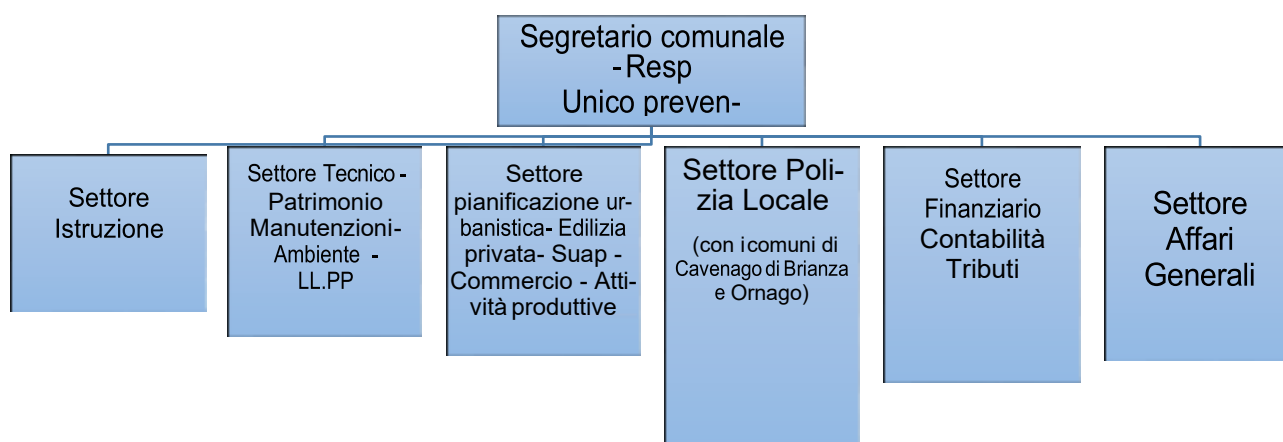 Segretario comunale
-Resp
Unico preven-
Settore
Istruzione
Settore Tecnico -
Patrimonio
Manutenzioni-
Ambiente -
LL.PP
Settore
pianificazione ur-
banistica- Edilizia
privata- Suap -
Commercio - Atti-
vità produttive
Settore Poli-
zia Locale
(con i comuni di
Cavenago di Brianza
e Ornago)
Settore
Finanziario
Contabilità
Tributi
Settore
Affari
Generali